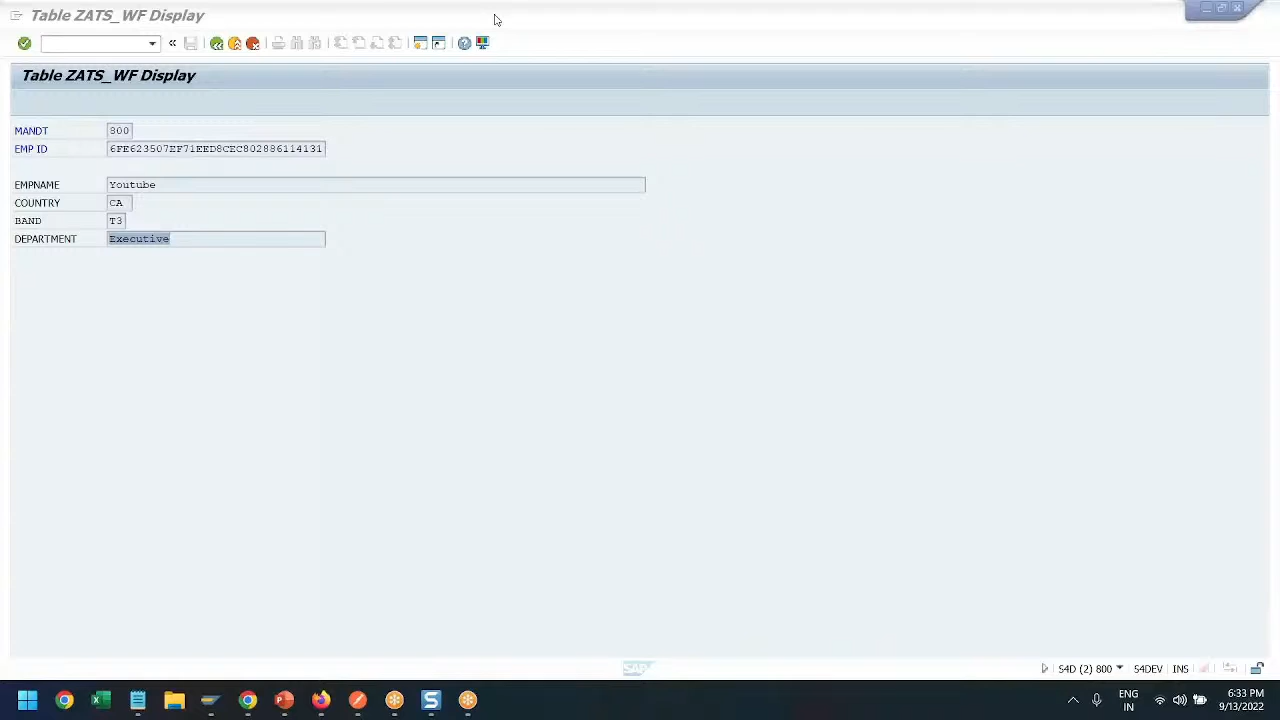 Table ZATS_WF Display
Table ZATS_WF Display
MANDT 800
EMP ID 6FE623507EF71EED8CEC802886114131
EMPNAME Youtube
COUNTRY CA
BAND T3
DEPARTMENT Executive
SAP
S4D (2) 800 S4DEV INS
ENG
IN
6:33 PM
9/13/2022